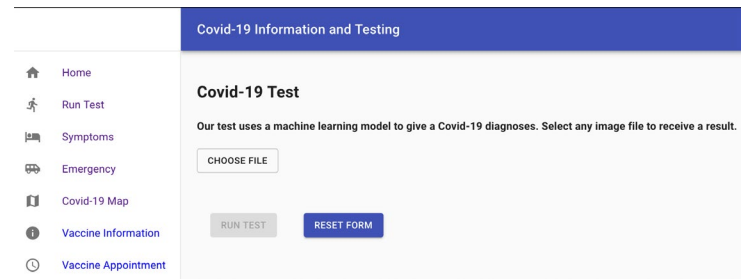 Covid-19 Information and Testing
Home
Run Test
Symptoms
Emergency
Covid-19 Map
Vaccine Information
Vaccine Appointment
Covid-19 Test
Our test uses a machine learning model to give a Covid-19 diagnoses. Select any image file to receive a result.
CHOOSE FILE
RUN TEST
RESET FORM